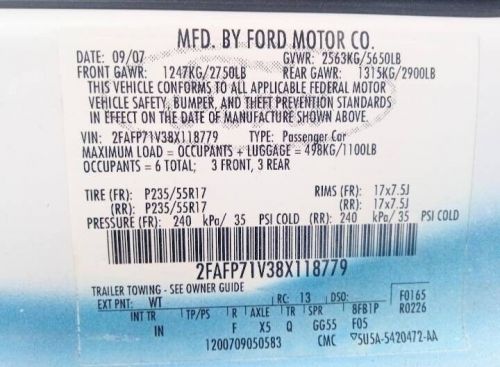 MFD. BY FORD MOTOR CO.
DATE: 09/07 GVWR: 2563KG/5650LB
FRONT GAWR: 1247KG/2750LB REAR GAWR: 1315KG/2900LB
THIS VEHICLE CONFORMS TO ALL APPLICABLE FEDERAL MOTOR
VEHICLE SAFETY, BUMPER, AND THEFT PREVENTION STANDARDS
IN EFFECT ON THE DATE OF MANUFACTURE SHOWN ABOVE.
VIN: 2FAFP71V38X118779 TYPE: Passenger Car
MAXIMUM LOAD = OCCUPANTS + LUGGAGE = 498KG/1100LB
OCCUPANTS = 6 TOTAL; 3 FRONT, 3 REAR
TIRE (FR): P235/55R17 RIMS (FR): 17x7.5J
(RR): P235/55R17 (RR): 17x7.5J
PRESSURE (FR): 240 kPa/ 35 PSI COLD (RR): 240 kPa/ 35 PSI COLD
2FAFP71V38X118779
TRAILER TOWING - SEE OWNER GUIDE
EXT PNT: WT RC: 13 DSO: F0165
INT TR TP/PS R AXLE TR SPR 8FB1P R0226
IN F X5 Q GG55 F05
1200709050583 CMC 5U5A-5420472-AA